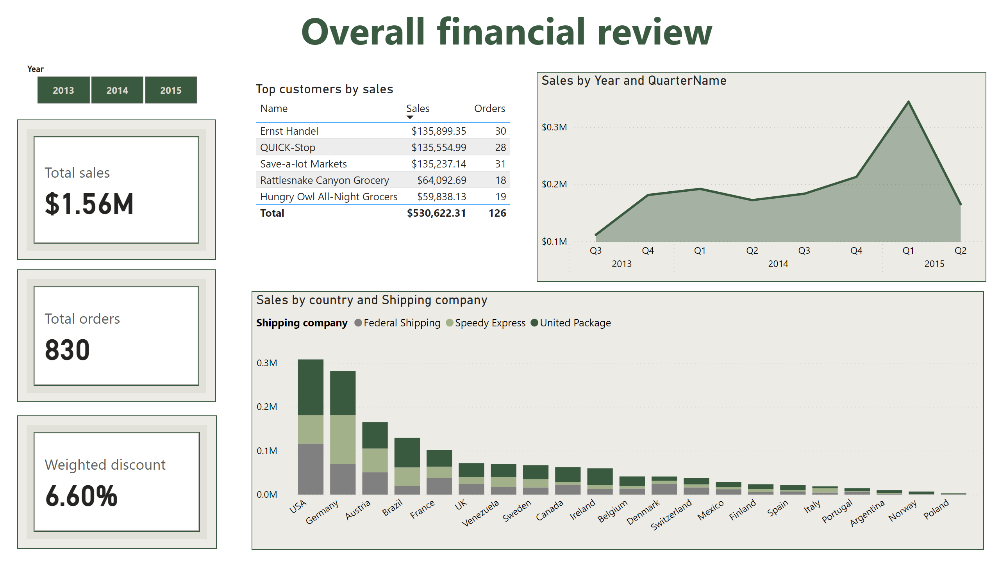 Overall financial review
Year
2013 2014 2015
Total sales
$1.56M
Total orders
830
Weighted discount
6.60%
Top customers by sales
Name Sales Orders
Ernst Handel $135,899.35 30
QUICK-Stop $135,554.99 28
Save-a-lot Markets $135,237.14 31
Rattlesnake Canyon Grocery $64,092.69 18
Hungry Owl All-Night Grocers $59,838.13 19
Total $530,622.31 126
Sales by Year and QuarterName
$0.3M
$0.2M
$0.1M
Q3 Q4 Q1 Q2 Q3 Q4 Q1 Q2
2013 2014 2015
Sales by country and Shipping company
Shipping company Federal Shipping Speedy Express United Package
0.3M
0.2M
0.1M
0.0M
USA Germany Austria Brazil France UK Venezuela Sweden Canada Ireland Belgium Denmark Switzerland Mexico Finland Spain Italy Portugal Argentina Norway Poland